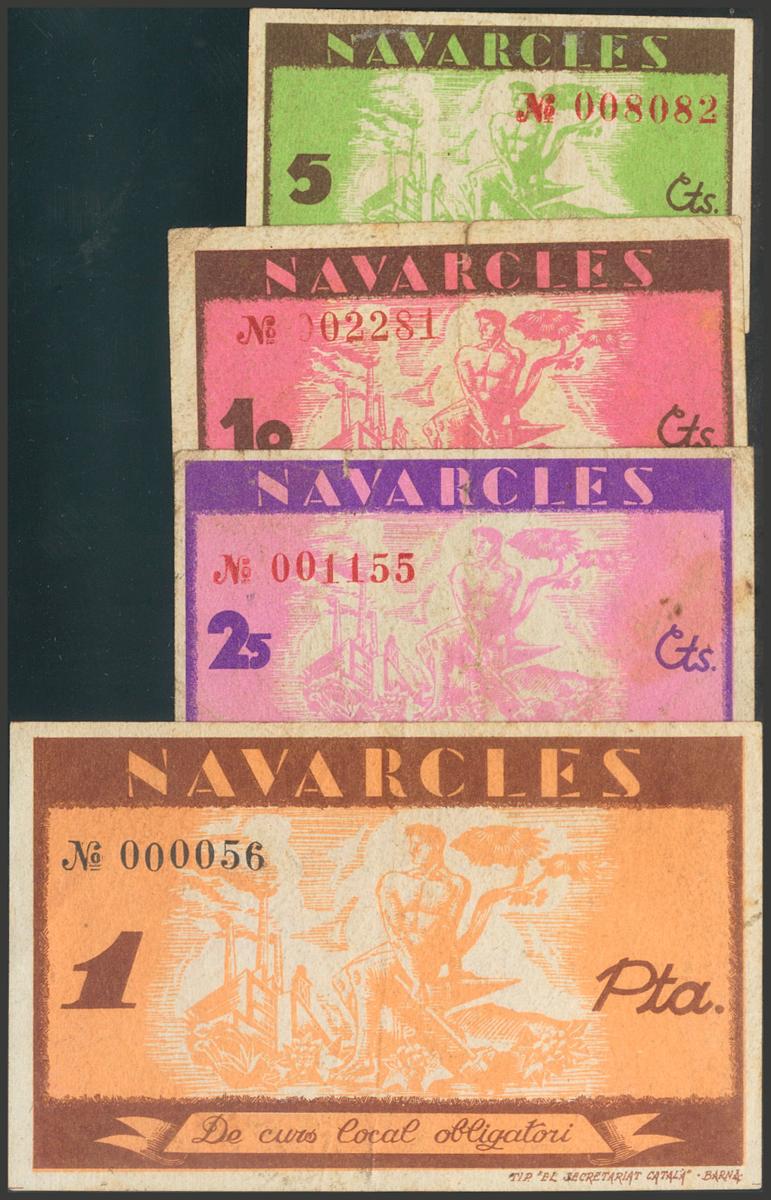 NAVARCLES
Nº 008082
5 Cts.
NAVARCLES
Nº 002281
10 Cts.
NAVARCLES
Nº 001155
25 Cts.
NAVARCLES
Nº 000056
1 Pta.
De curs local obligatori
TIP. "EL SECRETARIAT CATALÀ" - BARNA